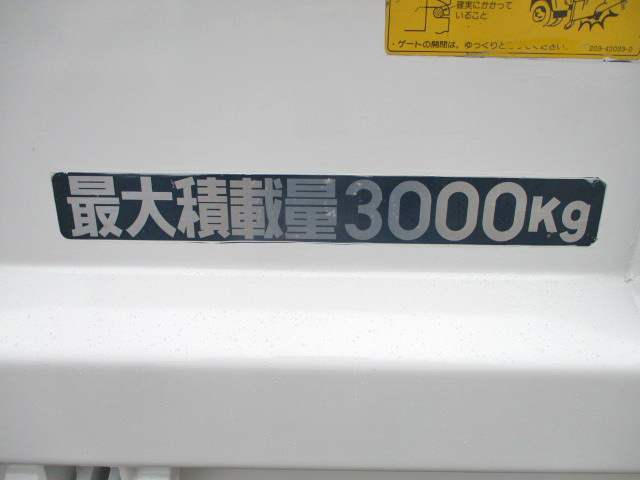 確実にかかって
いること
・ゲートの開閉は、ゆっくりと
203-42033-0
最大積載量3000Kg